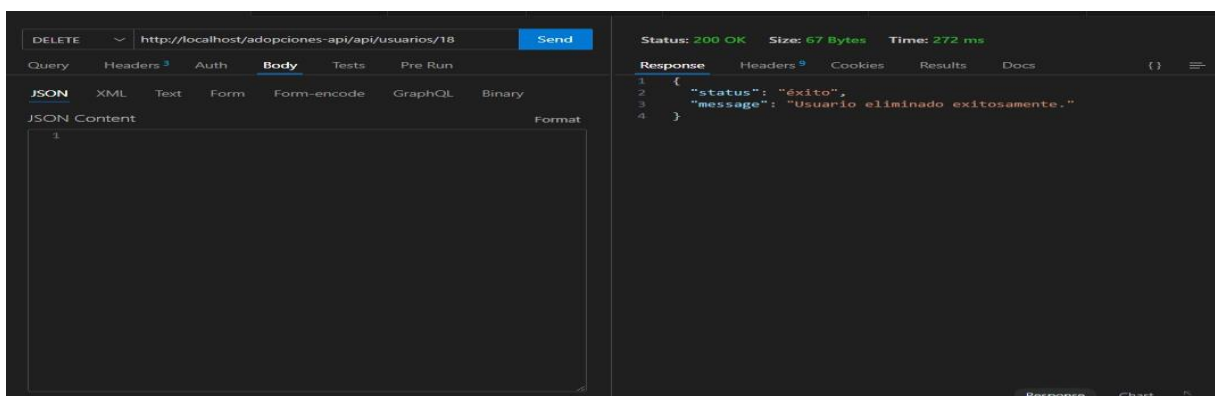 DELETE http://localhost/adopciones-api/api/usuarios/18 Send
Query Headers 3 Auth Body Tests Pre Run
JSON XML Text Form Form-encode GraphQL Binary
JSON Content Format
1
Status: 200 OK Size: 67 Bytes Time: 272 ms
Response Headers 9 Cookies Results Docs {}
1 {
2 "status": "éxito",
3 "message": "Usuario eliminado exitosamente."
4 }
Response Chart